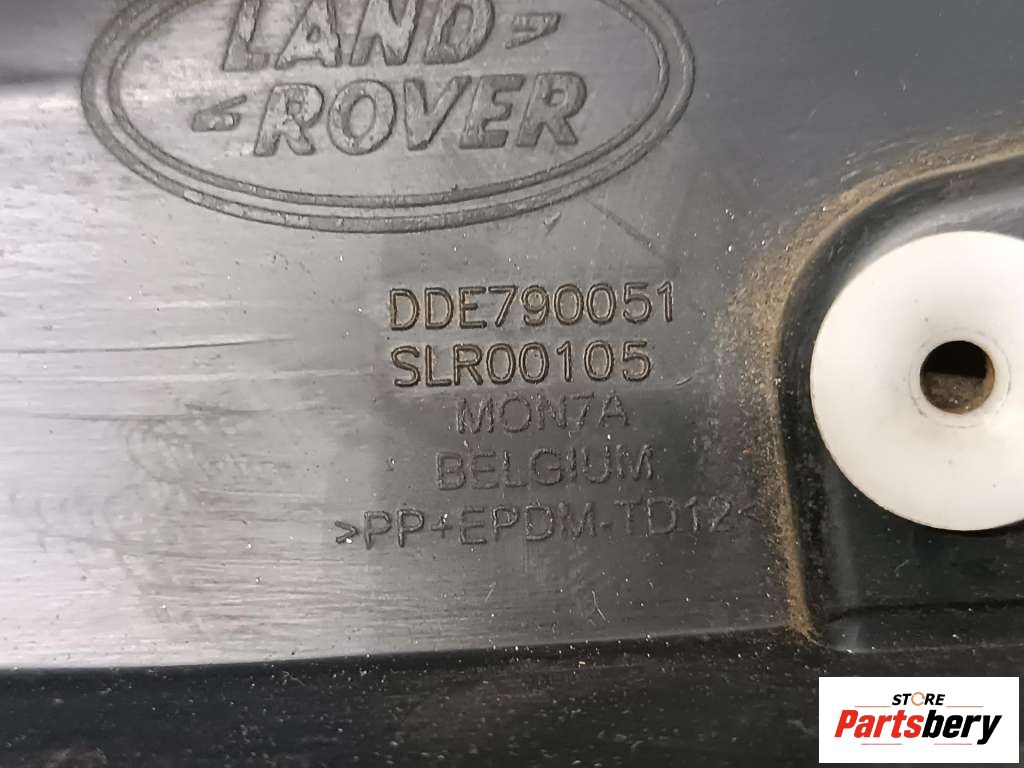 LAND
ROVER
DDE790051
SLR00105
MON7A
BELGIUM
>PP+EPDM-TD12<
STORE
Partsbery